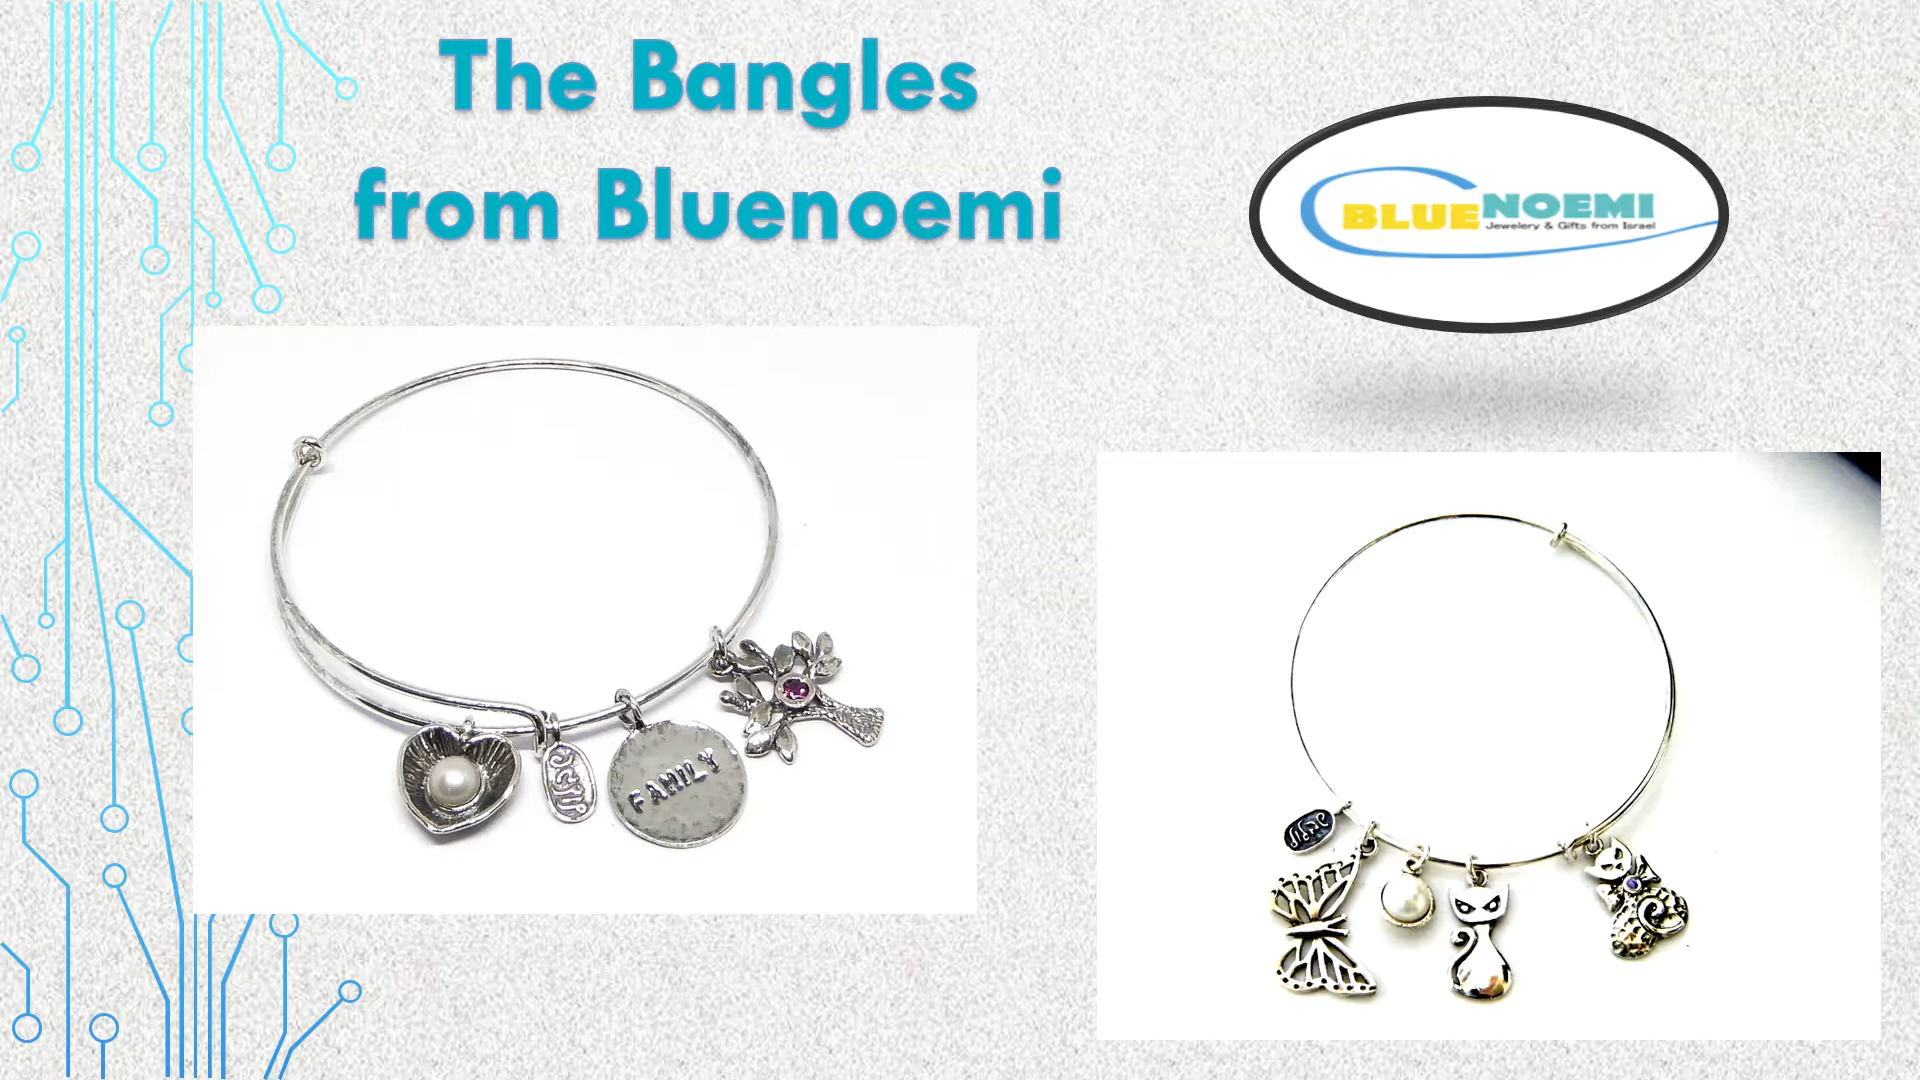 The Bangles
from Bluenoemi
BLUENOEMI
Jewelery & Gifts from Israel
FAMILY